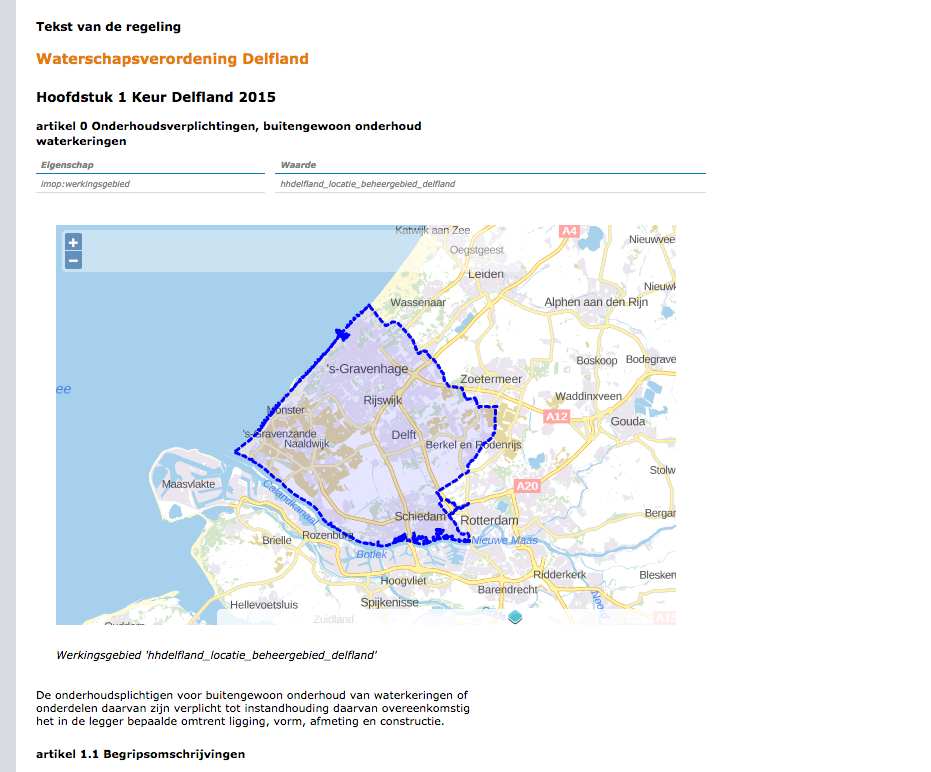 Tekst van de regeling
Waterschapsverordening Delfland
Hoofdstuk 1 Keur Delfland 2015
artikel 0 Onderhoudsverplichtingen, buitengewoon onderhoud
waterkeringen
Eigenschap Waarde
imop:werkingsgebied hhdelfland_locatie_beheergebied_delfland
+
−
Katwijk aan Zee
A4
Nieuwvee
Oegstgeest
Leiden
Nieuwk
Wassenaar
Alphen aan den Rijn
Boskoop
Bodegrave
's-Gravenhage
Zoetermeer
ee
Rijswijk
Waddinxveen
Monster
A12
Gouda
's-Gravenzande
Delft
Naaldwijk
Berkel en Rodenrijs
Stolw
Maasvlakte
Calandkanaal
A20
Bergar
Schiedam
Rotterdam
Brielle
Rozenburg
Nieuwe Maas
Botlek
Hoogvliet
Ridderkerk
Blesken
Barendrecht
Hellevoetsluis
Spijkenisse
Noo
Zuidland
A15
Werkingsgebied 'hhdelfland_locatie_beheergebied_delfland'
De onderhoudsplichtigen voor buitengewoon onderhoud van waterkeringen of
onderdelen daarvan zijn verplicht tot instandhouding daarvan overeenkomstig
het in de legger bepaalde omtrent ligging, vorm, afmeting en constructie.
artikel 1.1 Begripsomschrijvingen